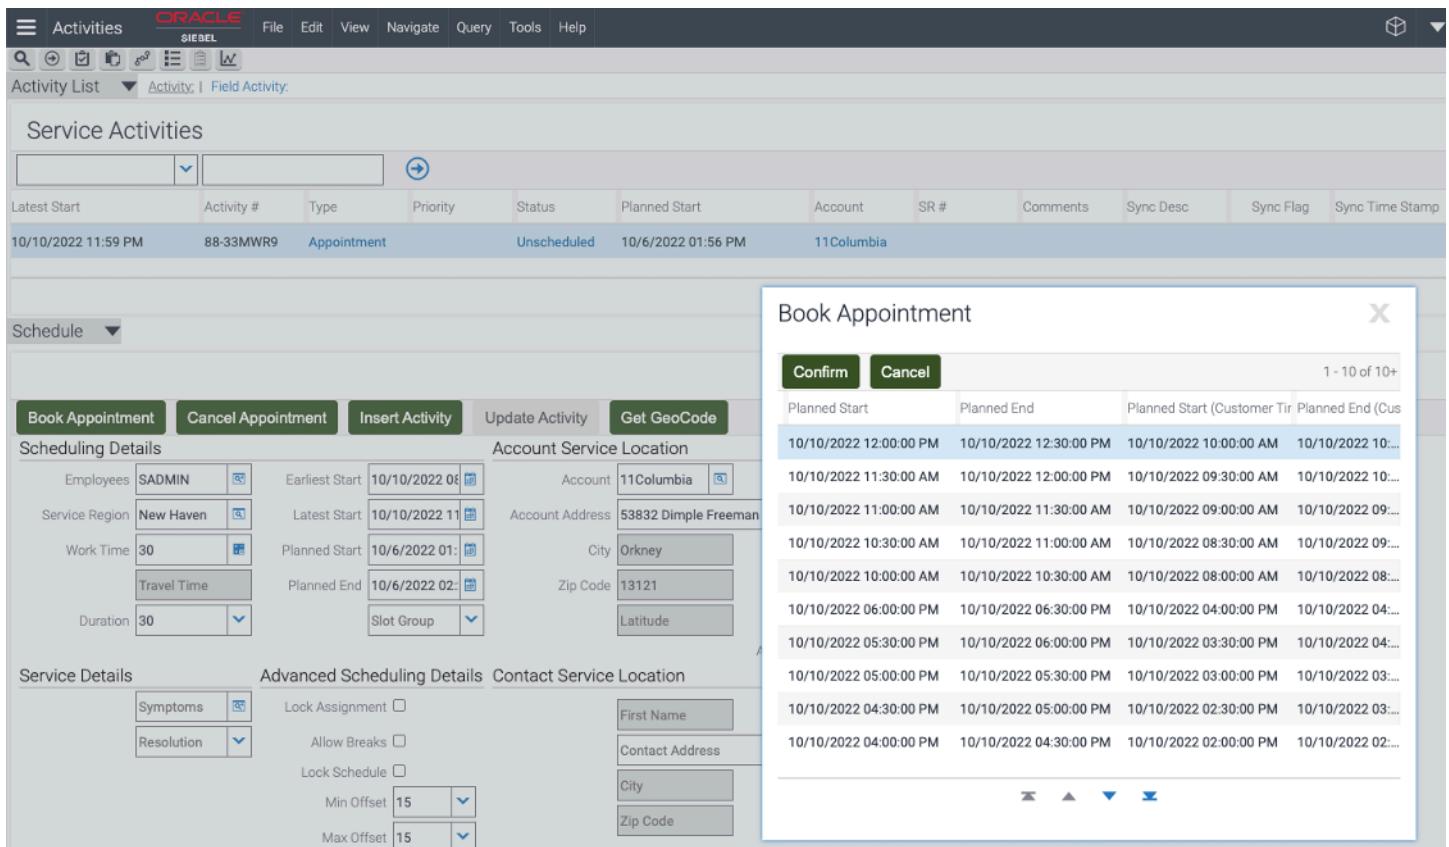 Activities ORACLE SIEBEL File Edit View Navigate Query Tools Help
Activity List Activity: | Field Activity:
Service Activities
Latest Start Activity # Type Priority Status Planned Start Account SR # Comments Sync Desc Sync Flag Sync Time Stamp
10/10/2022 11:59 PM 88-33MWR9 Appointment Unscheduled 10/6/2022 01:56 PM 11Columbia
Schedule
Book Appointment Cancel Appointment Insert Activity Update Activity Get GeoCode
Scheduling Details Account Service Location
Employees SADMIN Earliest Start 10/10/2022 08 Account 11Columbia
Service Region New Haven Latest Start 10/10/2022 11 Account Address 53832 Dimple Freeman
Work Time 30 Planned Start 10/6/2022 01: City Orkney
Travel Time Planned End 10/6/2022 02: Zip Code 13121
Duration 30 Slot Group Latitude
Service Details Advanced Scheduling Details Contact Service Location
Symptoms Lock Assignment First Name
Resolution Allow Breaks Contact Address
Lock Schedule City
Min Offset 15 Zip Code
Max Offset 15
Book Appointment X
Confirm Cancel 1 - 10 of 10+
Planned Start Planned End Planned Start (Customer Tir Planned End (Cus
10/10/2022 12:00:00 PM 10/10/2022 12:30:00 PM 10/10/2022 10:00:00 AM 10/10/2022 10:...
10/10/2022 11:30:00 AM 10/10/2022 12:00:00 PM 10/10/2022 09:30:00 AM 10/10/2022 10:...
10/10/2022 11:00:00 AM 10/10/2022 11:30:00 AM 10/10/2022 09:00:00 AM 10/10/2022 09:...
10/10/2022 10:30:00 AM 10/10/2022 11:00:00 AM 10/10/2022 08:30:00 AM 10/10/2022 09:...
10/10/2022 10:00:00 AM 10/10/2022 10:30:00 AM 10/10/2022 08:00:00 AM 10/10/2022 08:...
10/10/2022 06:00:00 PM 10/10/2022 06:30:00 PM 10/10/2022 04:00:00 PM 10/10/2022 04:...
10/10/2022 05:30:00 PM 10/10/2022 06:00:00 PM 10/10/2022 03:30:00 PM 10/10/2022 04:...
10/10/2022 05:00:00 PM 10/10/2022 05:30:00 PM 10/10/2022 03:00:00 PM 10/10/2022 03:...
10/10/2022 04:30:00 PM 10/10/2022 05:00:00 PM 10/10/2022 02:30:00 PM 10/10/2022 03:...
10/10/2022 04:00:00 PM 10/10/2022 04:30:00 PM 10/10/2022 02:00:00 PM 10/10/2022 02:...